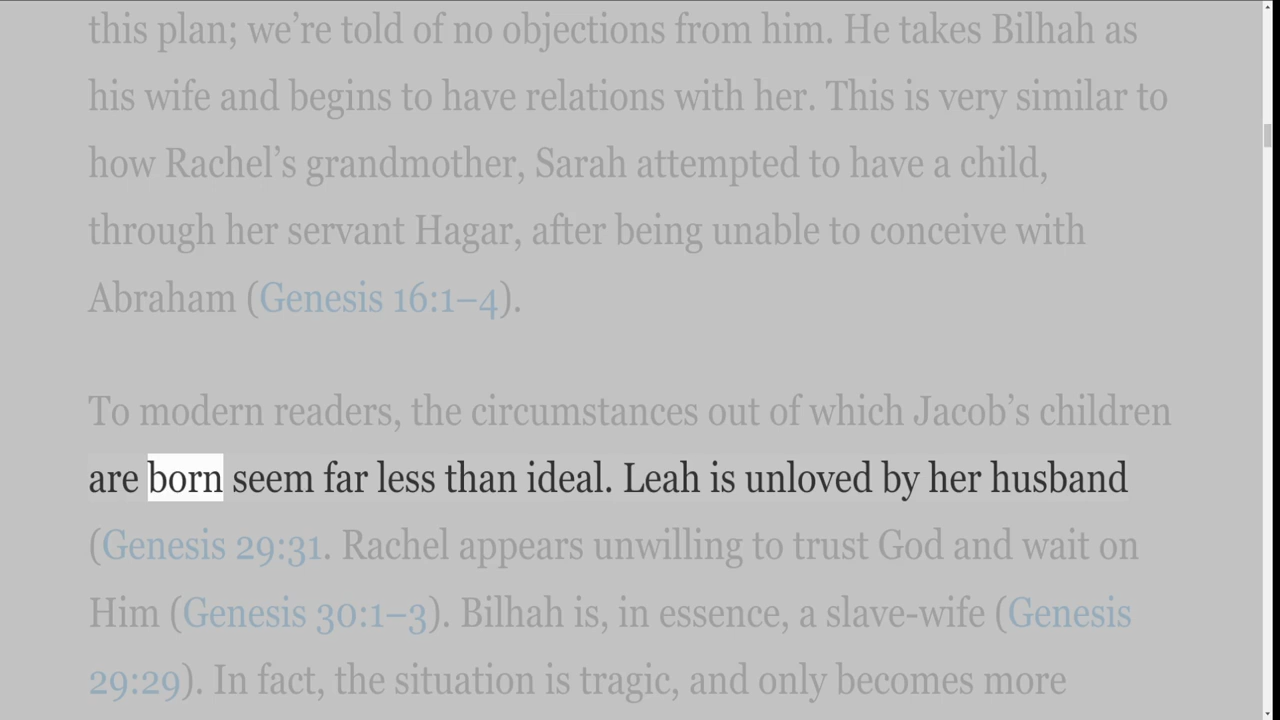 this plan; we’re told of no objections from him. He takes Bilhah as
his wife and begins to have relations with her. This is very similar to
how Rachel’s grandmother, Sarah attempted to have a child,
through her servant Hagar, after being unable to conceive with
Abraham (Genesis 16:1–4).
To modern readers, the circumstances out of which Jacob’s children
are born seem far less than ideal. Leah is unloved by her husband
(Genesis 29:31. Rachel appears unwilling to trust God and wait on
Him (Genesis 30:1–3). Bilhah is, in essence, a slave-wife (Genesis
29:29). In fact, the situation is tragic, and only becomes more